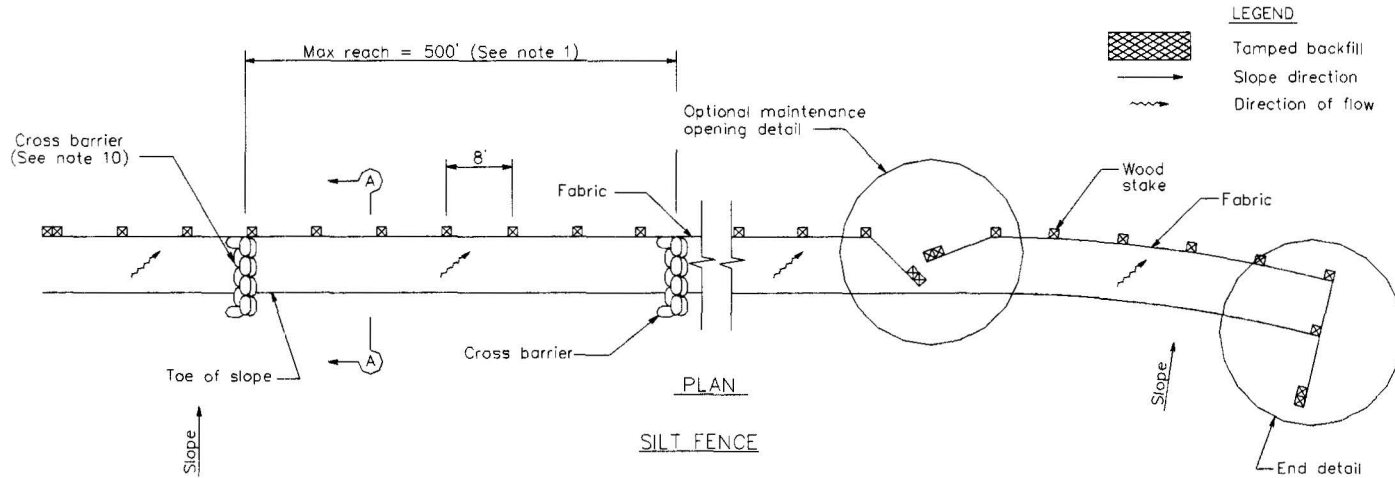 LEGEND
Tamped backfill
Slope direction
Direction of flow
Max reach = 500' (See note 1)
Optional maintenance
opening detail
Cross barrier
(See note 10)
8'
A
Fabric
Wood
stake
Fabric
Cross barrier
A
Toe of slope
PLAN
Slope
Slope
SILT FENCE
End detail